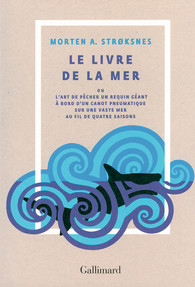 MORTEN A. STRØKSNES
LE LIVRE
DE LA MER
OU
L'ART DE PÊCHER UN REQUIN GÉANT
À BORD D'UN CANOT PNEUMATIQUE
SUR UNE VASTE MER
AU FIL DE QUATRE SAISONS
Gallimard